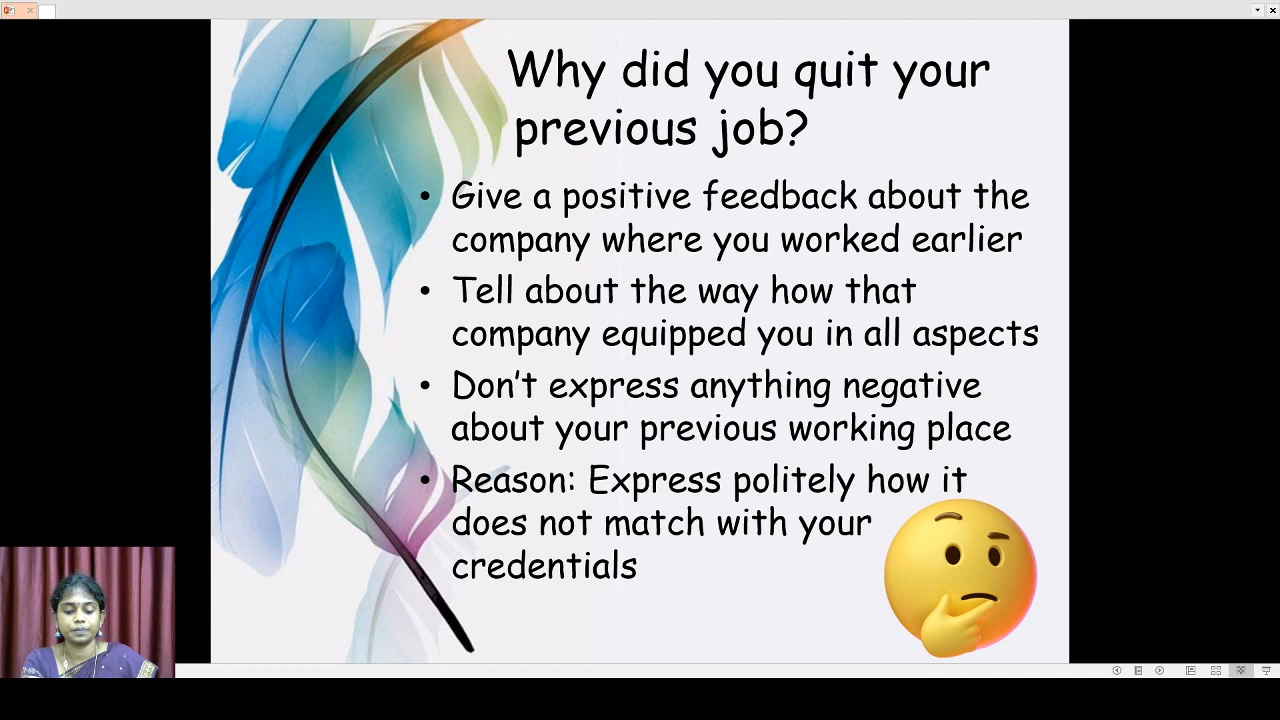 Why did you quit your
previous job?
• Give a positive feedback about the
company where you worked earlier
• Tell about the way how that
company equipped you in all aspects
• Don't express anything negative
about your previous working place
• Reason: Express politely how it
does not match with your
credentials